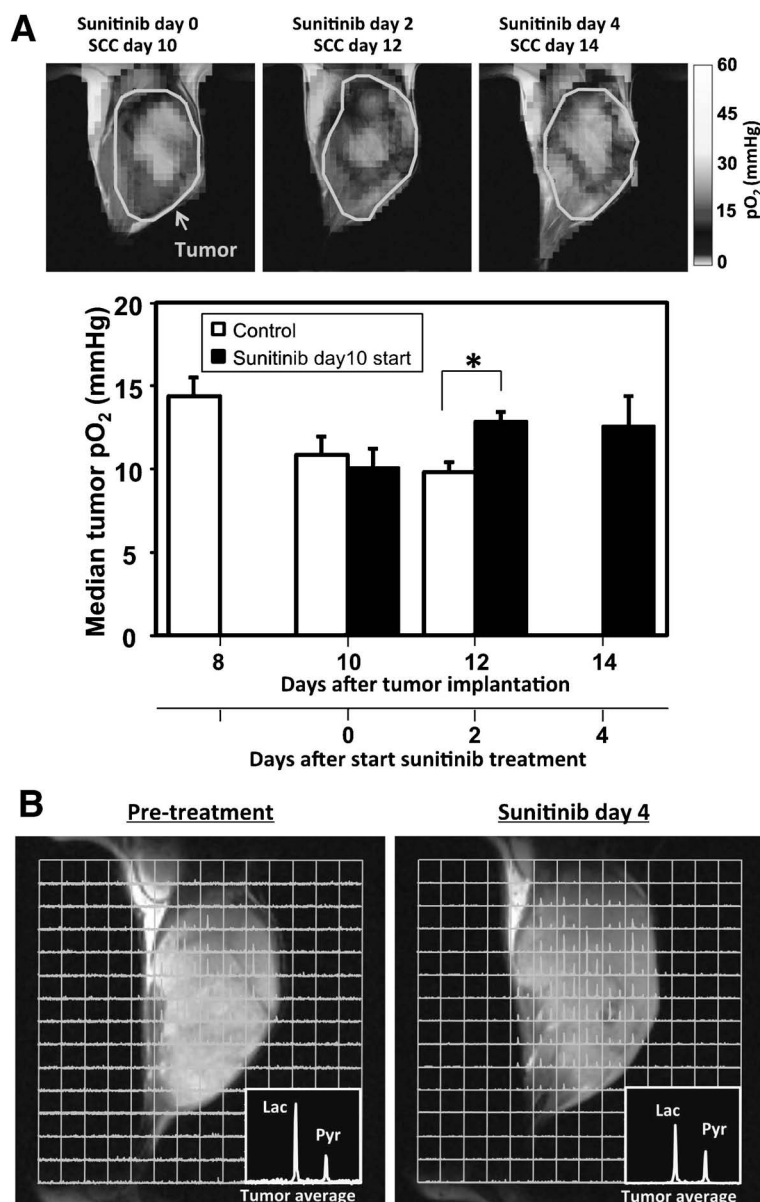 A
Sunitinib day 0
SCC day 10
Sunitinib day 2
SCC day 12
Sunitinib day 4
SCC day 14
Tumor
60
45
30
15
0
pO₂ (mmHg)
Median tumor pO₂ (mmHg)
20
15
10
5
0
Control
Sunitinib day10 start
*
8 10 12 14
Days after tumor implantation
0 2 4
Days after start sunitinib treatment
B
Pre-treatment
Sunitinib day 4
Lac
Pyr
Tumor average
Lac
Pyr
Tumor average